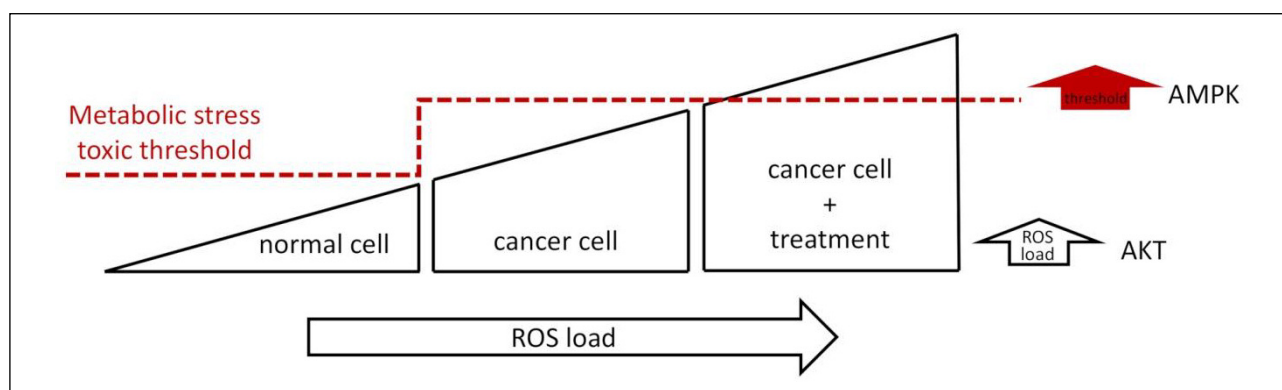 Metabolic stress
toxic threshold
normal cell
cancer cell
cancer cell
+
treatment
threshold
AMPK
ROS
load
AKT
ROS load